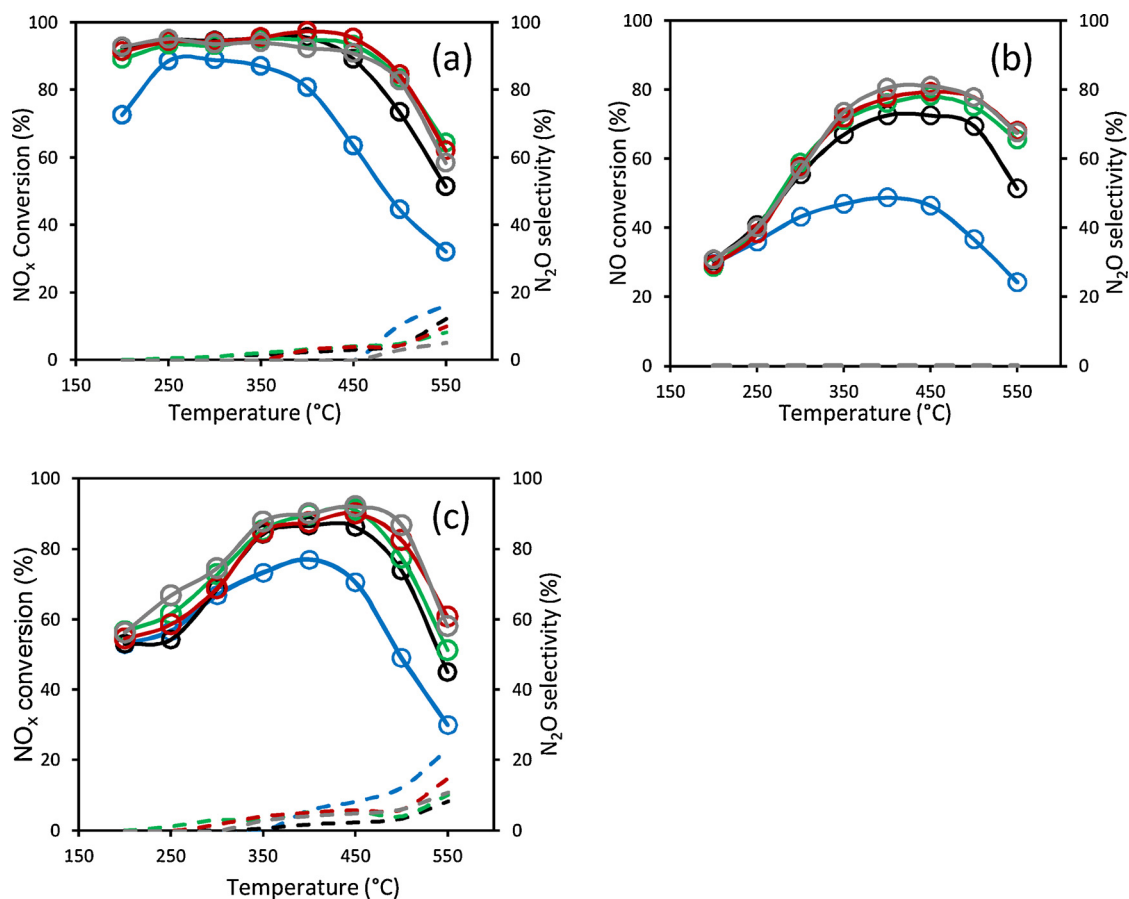 (a)
NOₓ Conversion (%)
100
80
60
40
20
0
100
80
60
40
20
0
N₂O selectivity (%)
150 250 350 450 550
Temperature (°C)
(b)
NO conversion (%)
100
80
60
40
20
0
100
80
60
40
20
0
N₂O selectivity (%)
150 250 350 450 550
Temperature (°C)
(c)
NOₓ conversion (%)
100
80
60
40
20
0
100
80
60
40
20
0
N₂O selectivity (%)
150 250 350 450 550
Temperature (°C)